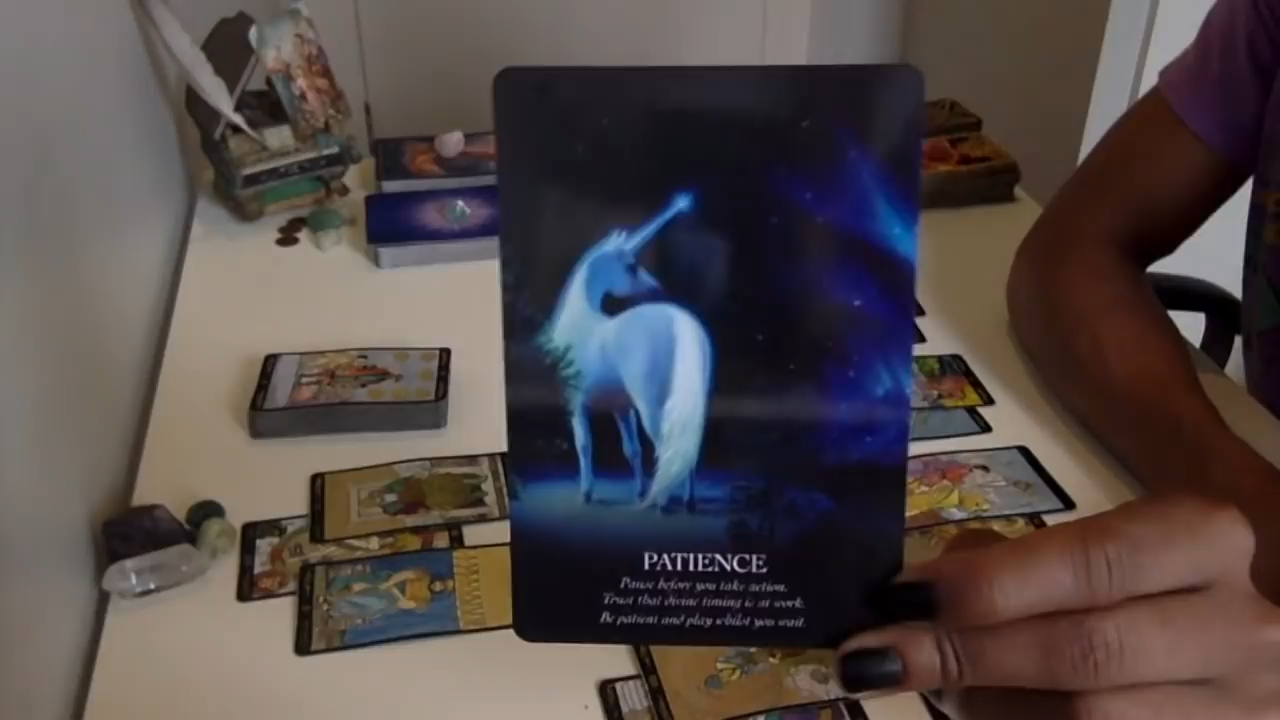 PATIENCE
Pause before you take action.
Trust that divine timing is at work.
Be patient and play whilst you wait.